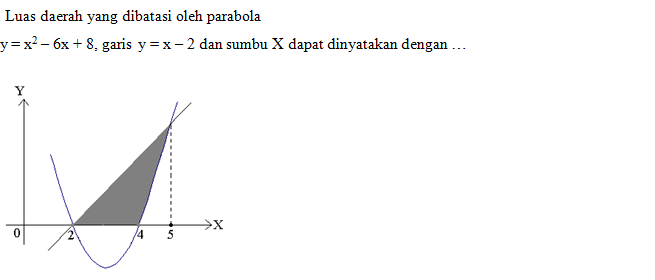 Luas daerah yang dibatasi oleh parabola
y = x² – 6x + 8, garis y = x – 2 dan sumbu X dapat dinyatakan dengan …
Y
X
0 2 4 5